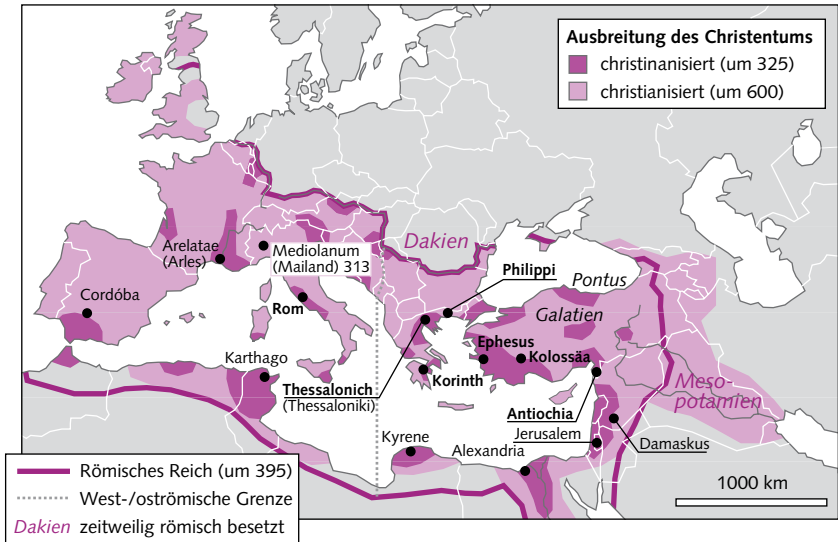 Ausbreitung des Christentums
christinanisiert (um 325)
christianisiert (um 600)
Dakien
Arelatae
(Arles)
Mediolanum
(Mailand) 313
Philippi
Pontus
Cordóba
Rom
Galatien
Ephesus
Kolossäa
Karthago
Thessalonich
(Thessaloniki)
Korinth
Meso-
potamien
Antiochia
Jerusalem
Damaskus
Kyrene
Alexandria
Römisches Reich (um 395)
West-/oströmische Grenze
Dakien zeitweilig römisch besetzt
1000 km